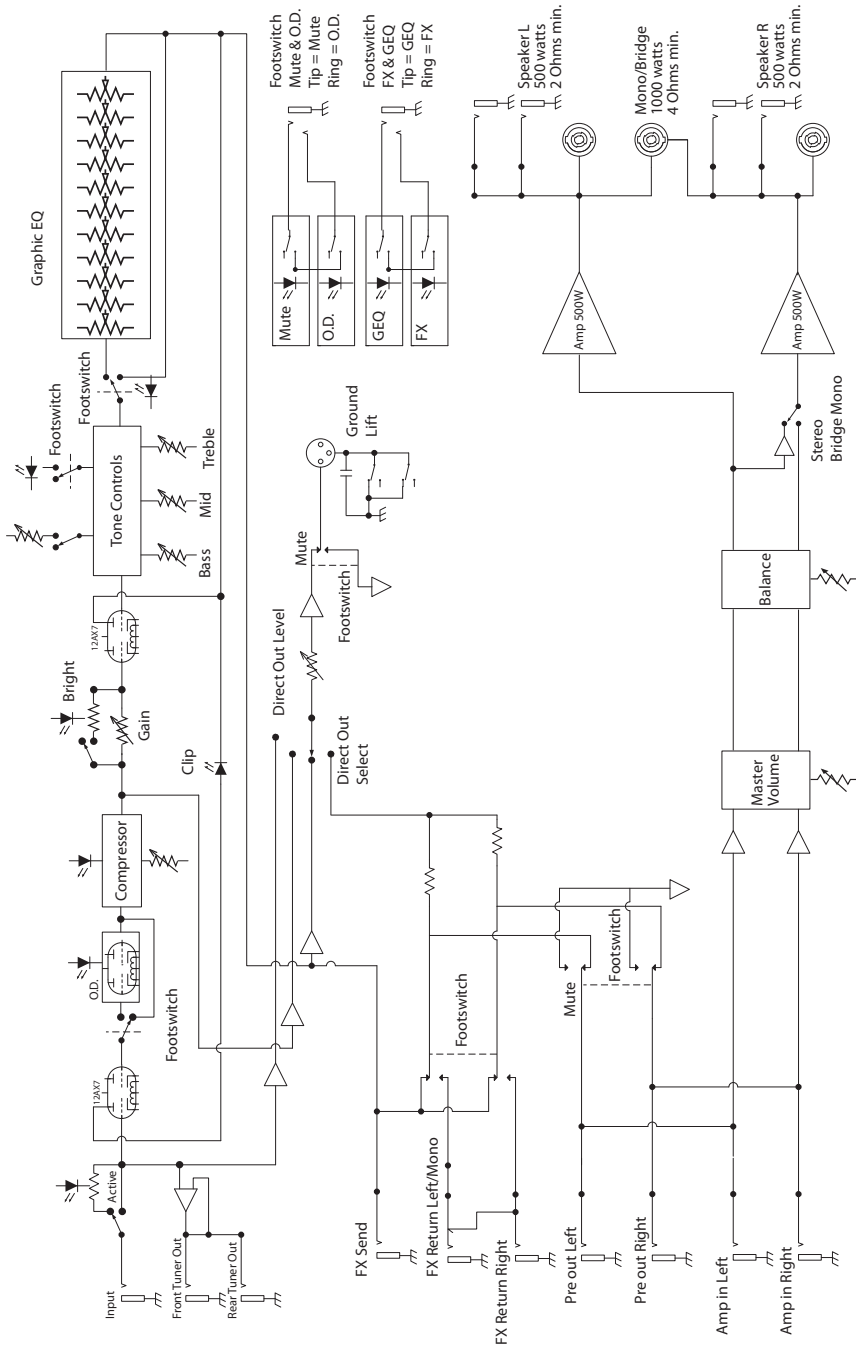 Input
Active
Front Tuner Out
Rear Tuner Out
12AX7
Footswitch
O.D.
Compressor
Clip
Gain
Bright
12AX7
Tone Controls
Bass
Mid
Treble
Footswitch
Footswitch
Graphic EQ
Direct Out Level
Direct Out
Select
Mute
Footswitch
Ground
Lift
Mute
O.D.
GEQ
FX
Footswitch
Mute & O.D.
Tip = Mute
Ring = O.D.
Footswitch
FX & GEQ
Tip = GEQ
Ring = FX
FX Send
FX Return Left/Mono
FX Return Right
Footswitch
Pre out Left
Pre out Right
Mute
Footswitch
Amp in Left
Amp in Right
Master
Volume
Balance
Stereo
Bridge Mono
Amp 500W
Amp 500W
Speaker L
500 watts
2 Ohms min.
Mono/Bridge
1000 watts
4 Ohms min.
Speaker R
500 watts
2 Ohms min.